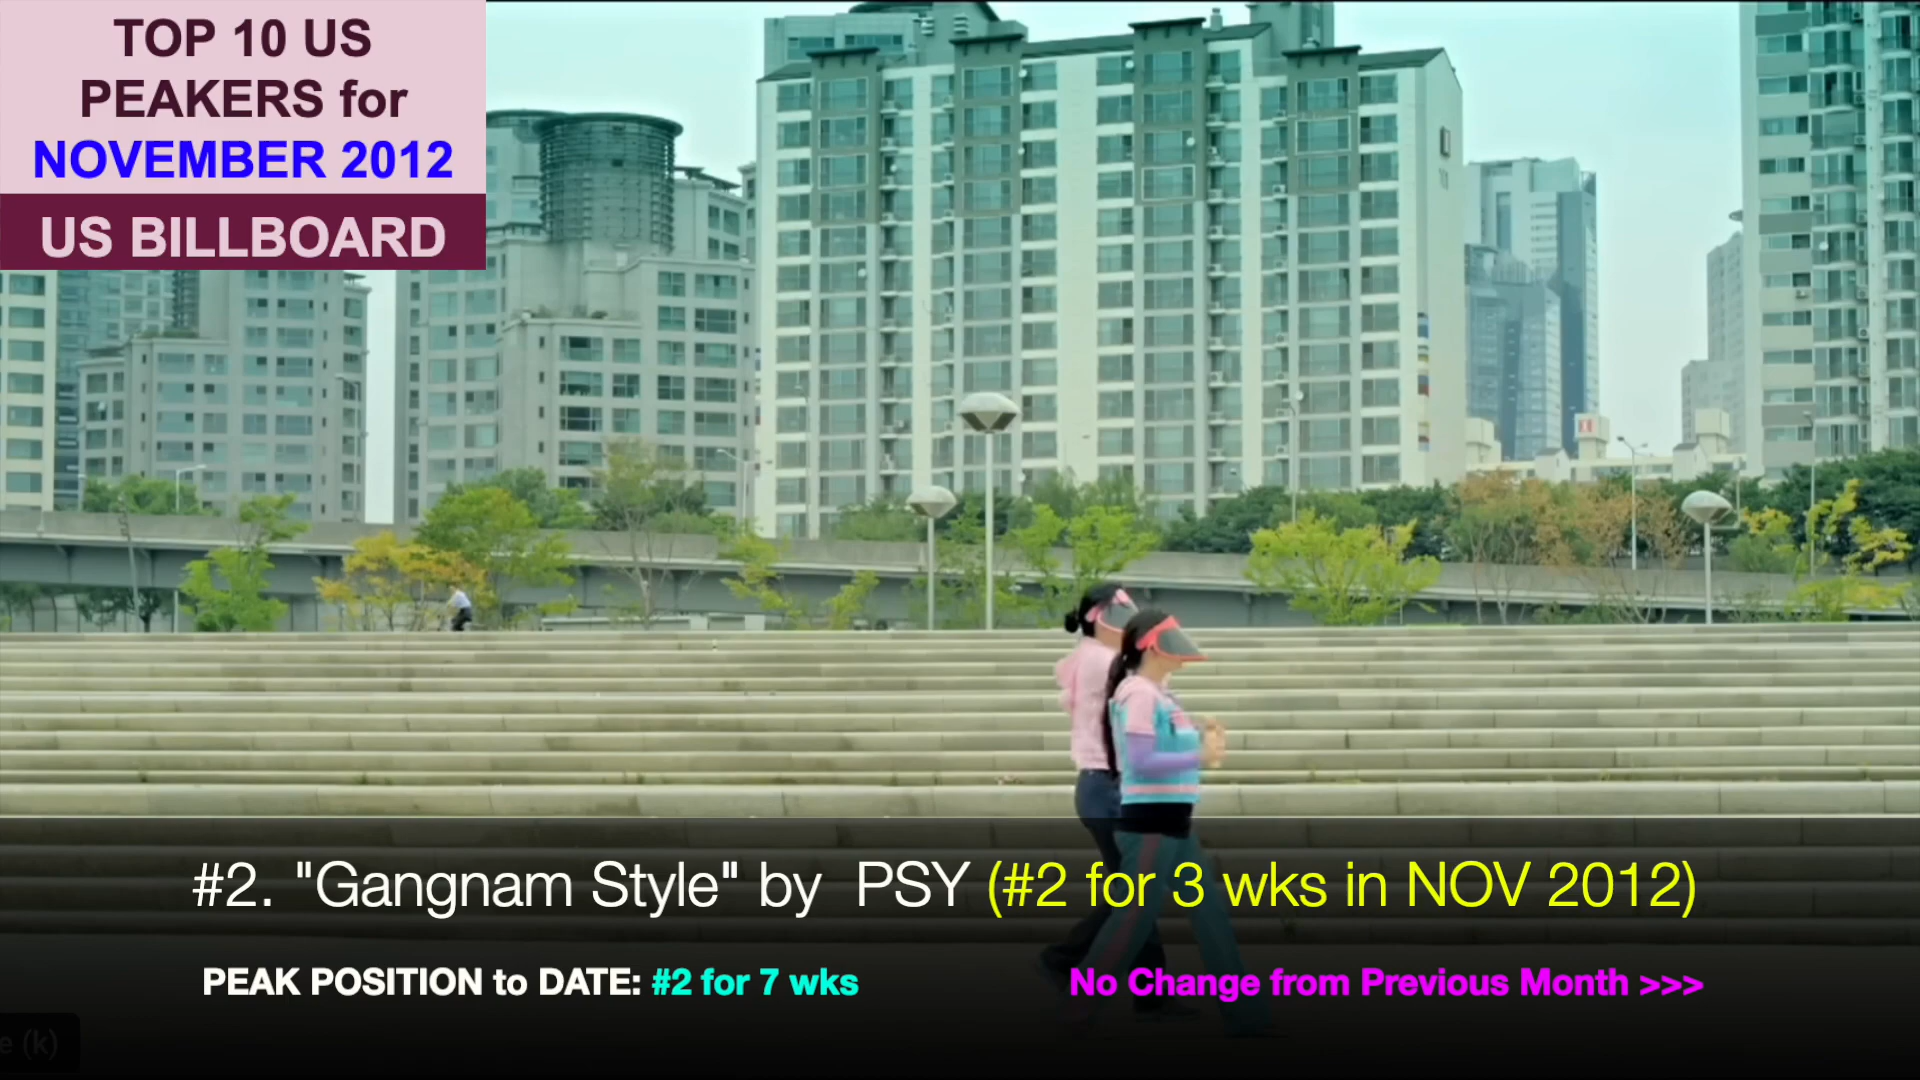 TOP 10 US
PEAKERS for
NOVEMBER 2012
US BILLBOARD
#2. "Gangnam Style" by PSY (#2 for 3 wks in NOV 2012)
PEAK POSITION to DATE: #2 for 7 wks
No Change from Previous Month >>>
e (k)